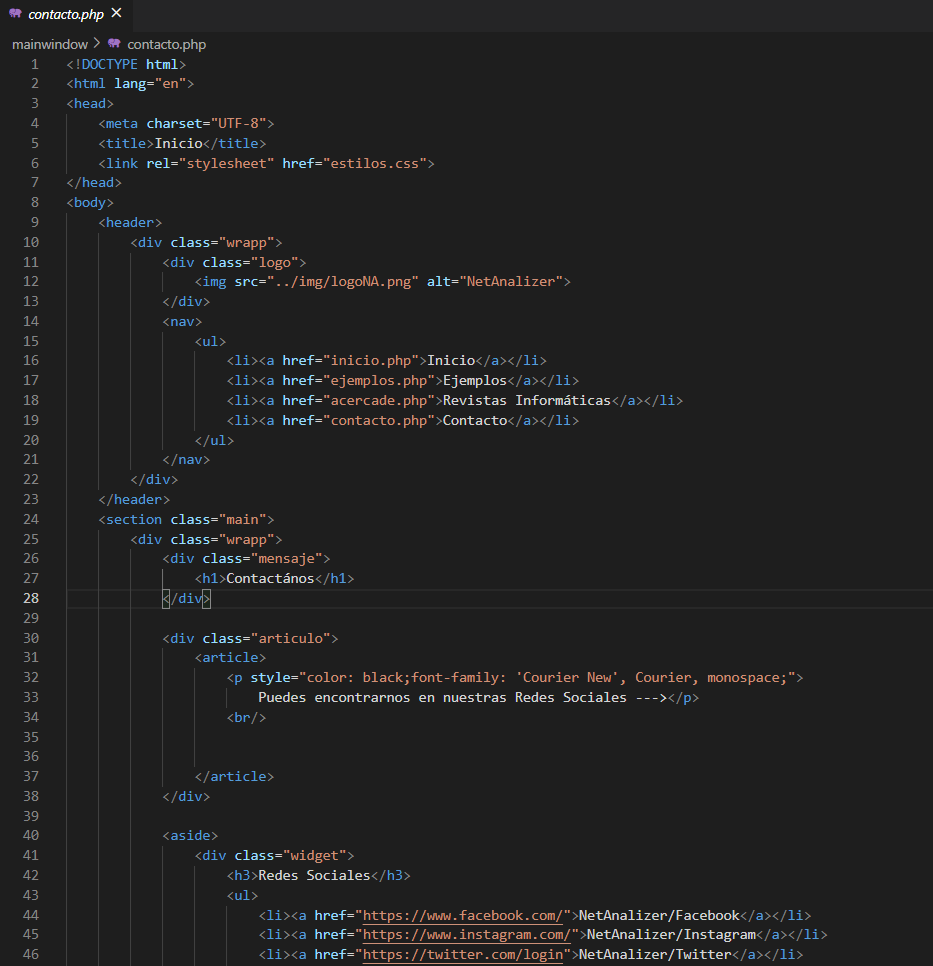 contacto.php ×
mainwindow > contacto.php
1 <!DOCTYPE html>
2 <html lang="en">
3 <head>
4     <meta charset="UTF-8">
5     <title>Inicio</title>
6     <link rel="stylesheet" href="estilos.css">
7 </head>
8 <body>
9     <header>
10         <div class="wrapp">
11             <div class="logo">
12                 <img src="../img/logoNA.png" alt="NetAnalizer">
13             </div>
14             <nav>
15                 <ul>
16                     <li><a href="inicio.php">Inicio</a></li>
17                     <li><a href="ejemplos.php">Ejemplos</a></li>
18                     <li><a href="acercade.php">Revistas Informáticas</a></li>
19                     <li><a href="contacto.php">Contacto</a></li>
20                 </ul>
21             </nav>
22         </div>
23     </header>
24     <section class="main">
25         <div class="wrapp">
26             <div class="mensaje">
27                 <h1>Contactános</h1>
28             </div>
29
30             <div class="articulo">
31                 <article>
32                     <p style="color: black;font-family: 'Courier New', Courier, monospace;">
33                         Puedes encontrarnos en nuestras Redes Sociales ---></p>
34                     <br/>
35
36
37                 </article>
38             </div>
39
40             <aside>
41                 <div class="widget">
42                     <h3>Redes Sociales</h3>
43                     <ul>
44                         <li><a href="https://www.facebook.com/">NetAnalizer/Facebook</a></li>
45                         <li><a href="https://www.instagram.com/">NetAnalizer/Instagram</a></li>
46                         <li><a href="https://twitter.com/login">NetAnalizer/Twitter</a></li>